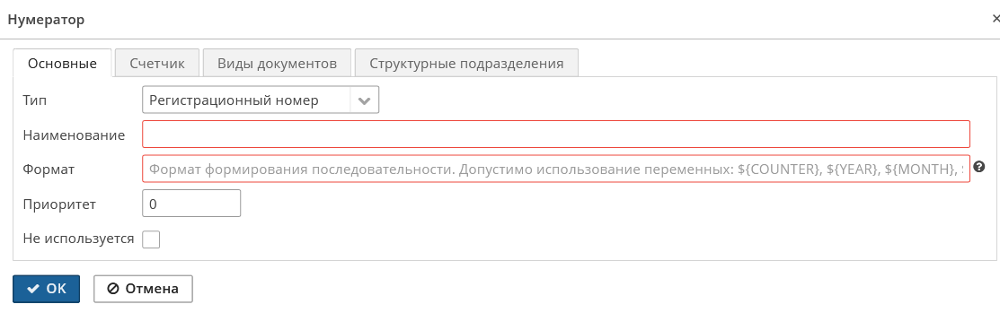 Нумератор
Основные Счетчик Виды документов Структурные подразделения
Тип Регистрационный номер
Наименование
Формат Формат формирования последовательности. Допустимо использование переменных: ${COUNTER}, ${YEAR}, ${MONTH},
Приоритет 0
Не используется
OK Отмена